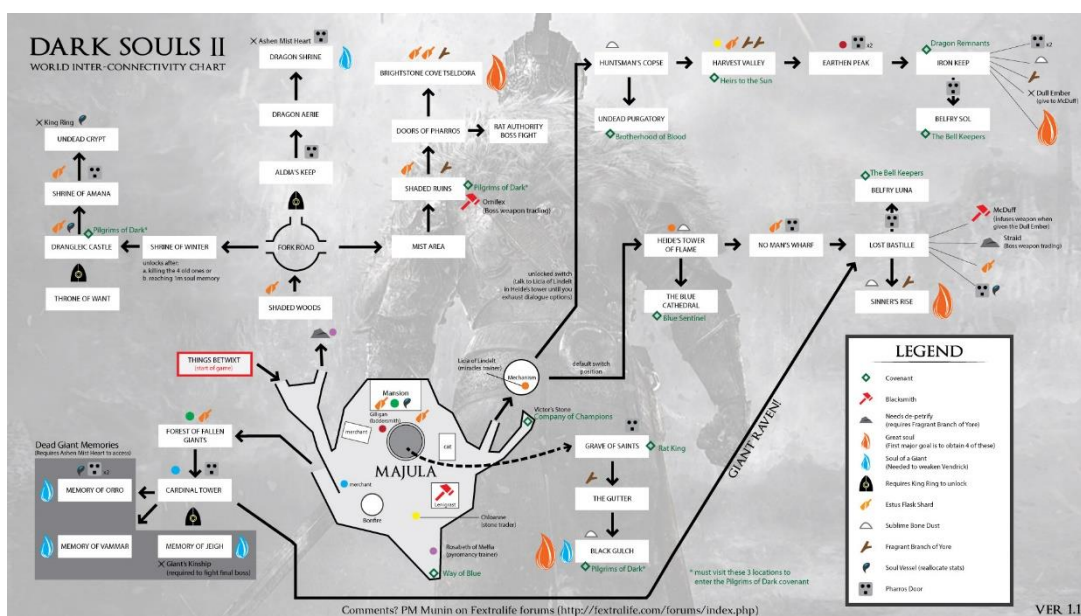 DARK SOULS II
WORLD INTER-CONNECTIVITY CHART
Ashen Mist Heart
DRAGON SHRINE
DRAGON AERIE
ALDIA'S KEEP
FORK ROAD
SHADED WOODS
King Ring
UNDEAD CRYPT
SHRINE OF AMANA
Pilgrims of Dark*
DRANGLEIC CASTLE
THRONE OF WANT
SHRINE OF WINTER
unlocks after:
a. killing the 4 old ones or
b. reaching 1m soul memory
BRIGHTSTONE COVE TSELDORA
DOORS OF PHARROS
RAT AUTHORITY
BOSS FIGHT
SHADED RUINS
Pilgrims of Dark*
Ornifex
(Boss weapon trading)
MIST AREA
HUNTSMAN'S COPSE
UNDEAD PURGATORY
Brotherhood of Blood
HARVEST VALLEY
Heirs to the Sun
x2
EARTHEN PEAK
Dragon Remnants
IRON KEEP
x2
Dull Ember
(give to McDuff)
BELFRY SOL
The Bell Keepers
The Bell Keepers
BELFRY LUNA
HEIDE'S TOWER
OF FLAME
THE BLUE
CATHEDRAL
Blue Sentinel
NO MAN'S WHARF
LOST BASTILLE
McDuff
(infuses weapon when
given the Dull Ember)
Straid
(Boss weapon trading)
SINNER'S RISE
unlocked switch
(talk to Licia of Lindelt
in Heide's tower until you
exhaust dialogue options)
default switch
position
Licia of Lindelt
(miracles trainer)
Mechanism
Victor's Stone
Company of Champions
THINGS BETWIXT
(start of game)
Mansion
Gilligan
(laddersmith)
merchant
cat
MAJULA
merchant
Lenigrast
Bonfire
Chloanne
(stone trader)
Rosabeth of Melfia
(pyromancy trainer)
Way of Blue
FOREST OF FALLEN
GIANTS
CARDINAL TOWER
Dead Giant Memories
(Requires Ashen Mist Heart to access)
x2
MEMORY OF ORRO
MEMORY OF VAMMAR
MEMORY OF JEIGH
Giant's Kinship
(required to fight final boss)
GRAVE OF SAINTS
Rat King
THE GUTTER
BLACK GULCH
Pilgrims of Dark*
* must visit these 3 locations to
enter the Pilgrims of Dark covenant
GIANT RAVEN!
LEGEND
Covenant
Blacksmith
Needs de-petrify
(requires Fragrant Branch
of Yore)
Great soul
(First major goal is to obtain 4 of these)
Soul of a Giant
(Needed to weaken Vendrick)
Requires King Ring to unlock
Estus Flask Shard
Sublime Bone Dust
Fragrant Branch of Yore
Soul Vessel (reallocate stats)
Pharros Door
Comments? PM Munin on Fextralife forums (http://fextralife.com/forums/index.php)
VER 1.1